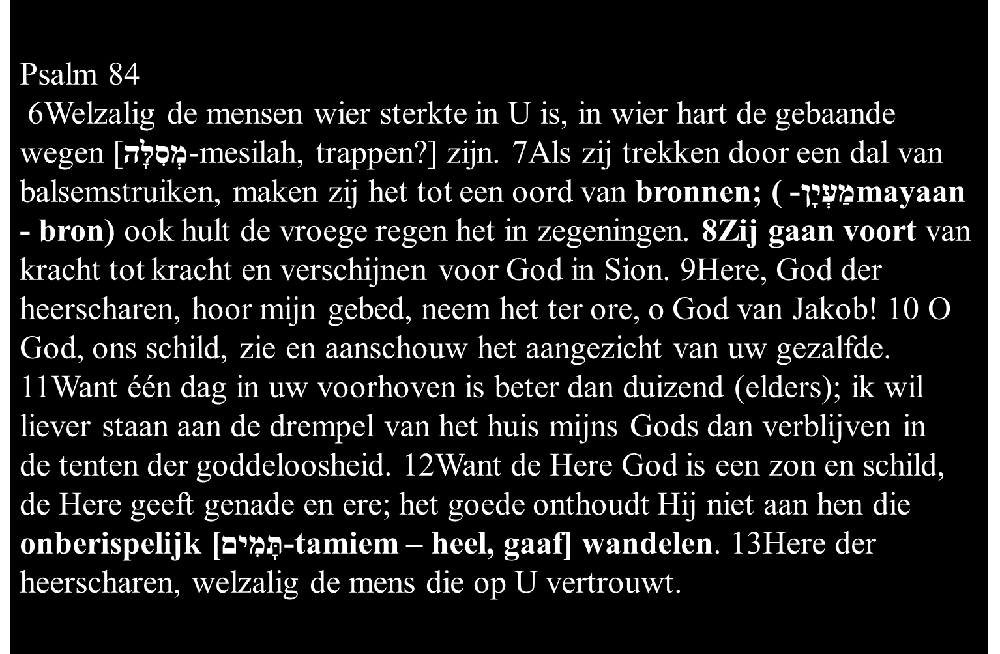 Psalm 84
6Welzalig de mensen wier sterkte in U is, in wier hart de gebaande
wegen [מְסִלָּה-mesilah, trappen?] zijn. 7Als zij trekken door een dal van
balsemstruiken, maken zij het tot een oord van bronnen; ( -מַעְיָןmayaan
- bron) ook hult de vroege regen het in zegeningen. 8Zij gaan voort van
kracht tot kracht en verschijnen voor God in Sion. 9Here, God der
heerscharen, hoor mijn gebed, neem het ter ore, o God van Jakob! 10 O
God, ons schild, zie en aanschouw het aangezicht van uw gezalfde.
11Want één dag in uw voorhoven is beter dan duizend (elders); ik wil
liever staan aan de drempel van het huis mijns Gods dan verblijven in
de tenten der goddeloosheid. 12Want de Here God is een zon en schild,
de Here geeft genade en ere; het goede onthoudt Hij niet aan hen die
onberispelijk [תָּמִים-tamiem – heel, gaaf] wandelen. 13Here der
heerscharen, welzalig de mens die op U vertrouwt.